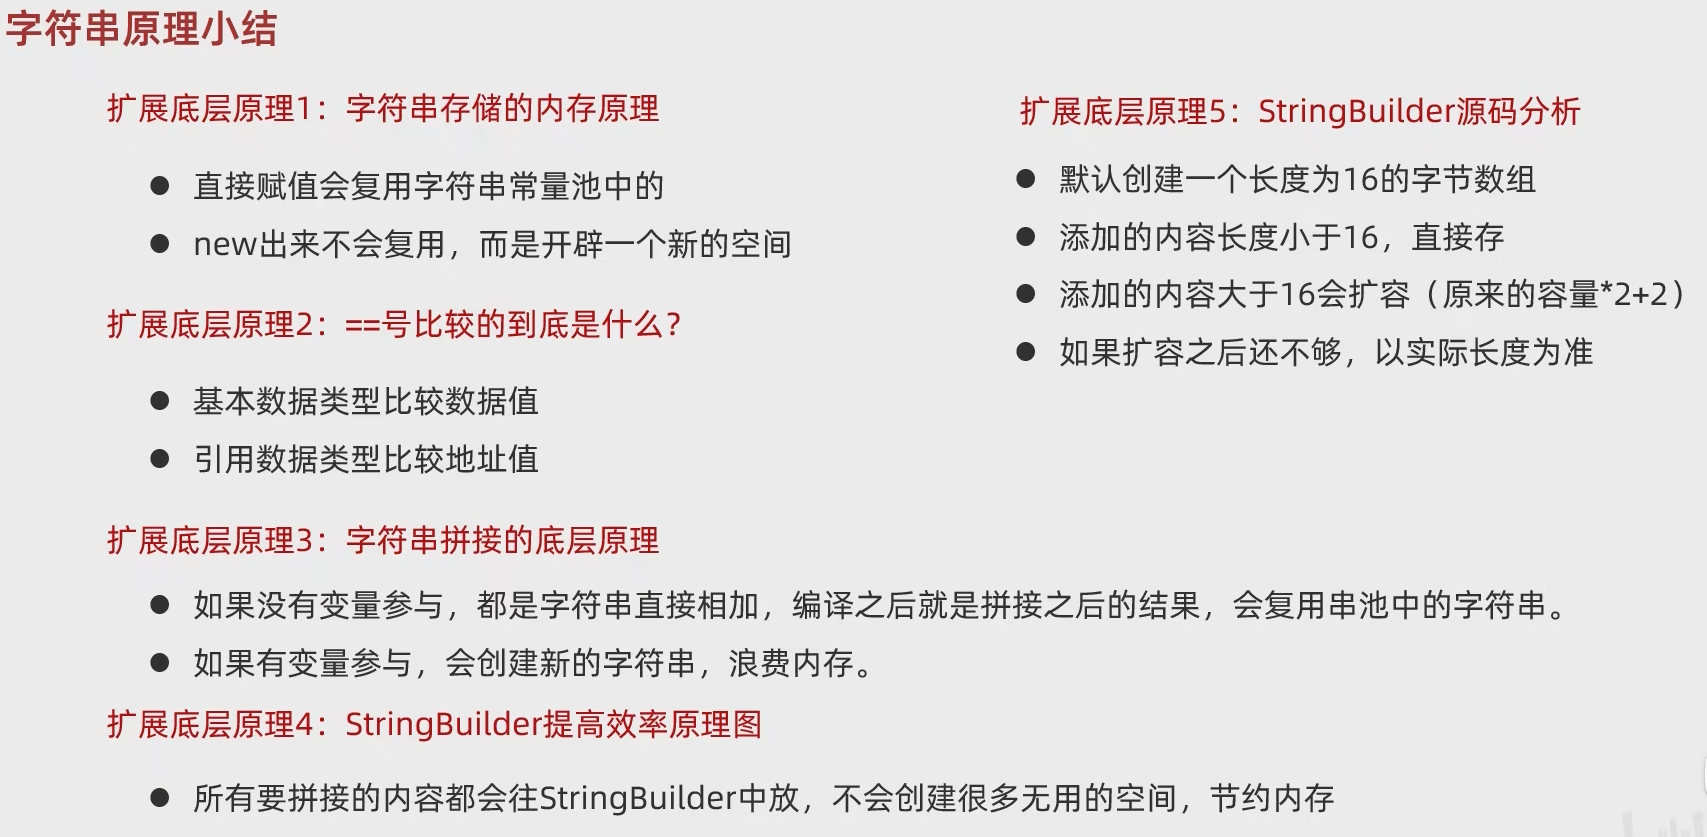 字符串原理小结
扩展底层原理1：字符串存储的内存原理
● 直接赋值会复用字符串常量池中的
● new出来不会复用，而是开辟一个新的空间
扩展底层原理2：==号比较的到底是什么？
● 基本数据类型比较数据值
● 引用数据类型比较地址值
扩展底层原理3：字符串拼接的底层原理
● 如果没有变量参与，都是字符串直接相加，编译之后就是拼接之后的结果，会复用串池中的字符串。
● 如果有变量参与，会创建新的字符串，浪费内存。
扩展底层原理4：StringBuilder提高效率原理图
● 所有要拼接的内容都会往StringBuilder中放，不会创建很多无用的空间，节约内存
扩展底层原理5：StringBuilder源码分析
● 默认创建一个长度为16的字节数组
● 添加的内容长度小于16，直接存
● 添加的内容大于16会扩容（原来的容量*2+2）
● 如果扩容之后还不够，以实际长度为准